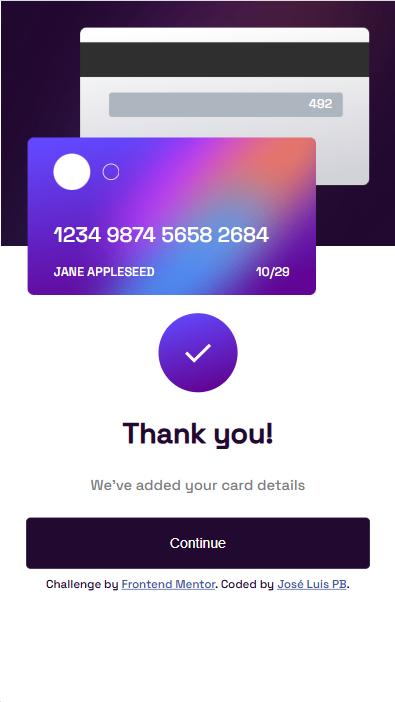 492
1234 9874 5658 2684
JANE APPLESEED 10/29
Thank you!
We've added your card details
Continue
Challenge by Frontend Mentor. Coded by José Luis PB.